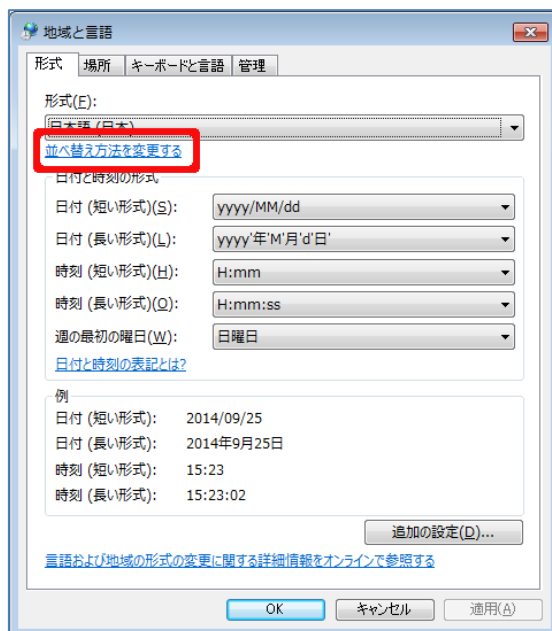 地域と言語
形式 場所 キーボードと言語 管理
形式(F):
日本語 (日本)
並べ替え方法を変更する
日付と時刻の形式
日付 (短い形式)(S): yyyy/MM/dd
日付 (長い形式)(L): yyyy'年'M'月'd'日'
時刻 (短い形式)(H): H:mm
時刻 (長い形式)(O): H:mm:ss
週の最初の曜日(W): 日曜日
日付と時刻の表記とは?
例
日付 (短い形式): 2014/09/25
日付 (長い形式): 2014年9月25日
時刻 (短い形式): 15:23
時刻 (長い形式): 15:23:02
追加の設定(D)...
言語および地域の形式の変更に関する詳細情報をオンラインで参照する
OK キャンセル 適用(A)